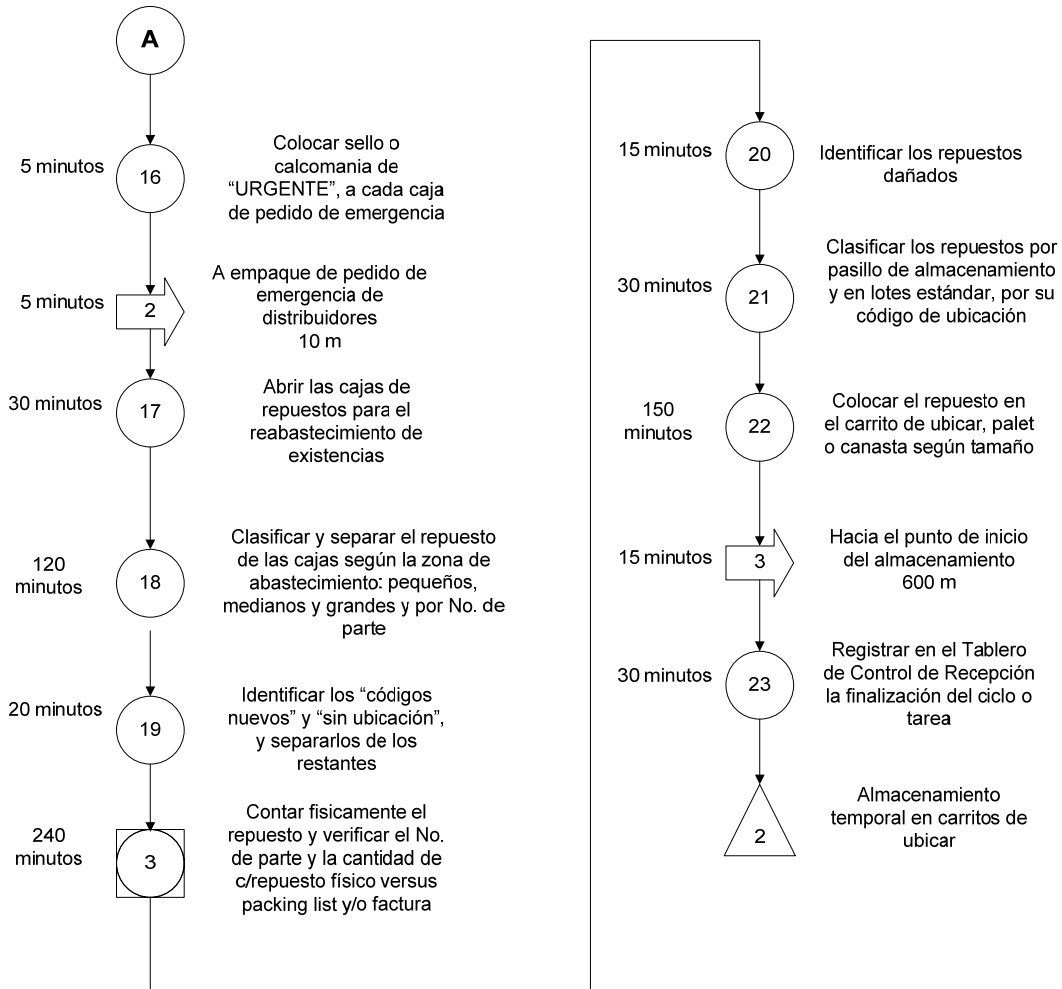 A
5 minutos
16
Colocar sello o
calcomania de
“URGENTE”, a cada caja
de pedido de emergencia
5 minutos
2
A empaque de pedido de
emergencia de
distribuidores
10 m
30 minutos
17
Abrir las cajas de
repuestos para el
reabastecimiento de
existencias
120
minutos
18
Clasificar y separar el repuesto
de las cajas según la zona de
abastecimiento: pequeños,
medianos y grandes y por No. de
parte
20 minutos
19
Identificar los “códigos
nuevos” y “sin ubicación”,
y separarlos de los
restantes
240
minutos
3
Contar fisicamente el
repuesto y verificar el No.
de parte y la cantidad de
c/repuesto físico versus
packing list y/o factura
15 minutos
20
Identificar los repuestos
dañados
30 minutos
21
Clasificar los repuestos por
pasillo de almacenamiento
y en lotes estándar, por su
código de ubicación
150
minutos
22
Colocar el repuesto en
el carrito de ubicar, palet
o canasta según tamaño
15 minutos
3
Hacia el punto de inicio
del almacenamiento
600 m
30 minutos
23
Registrar en el Tablero
de Control de Recepción
la finalización del ciclo o
tarea
2
Almacenamiento
temporal en carritos de
ubicar